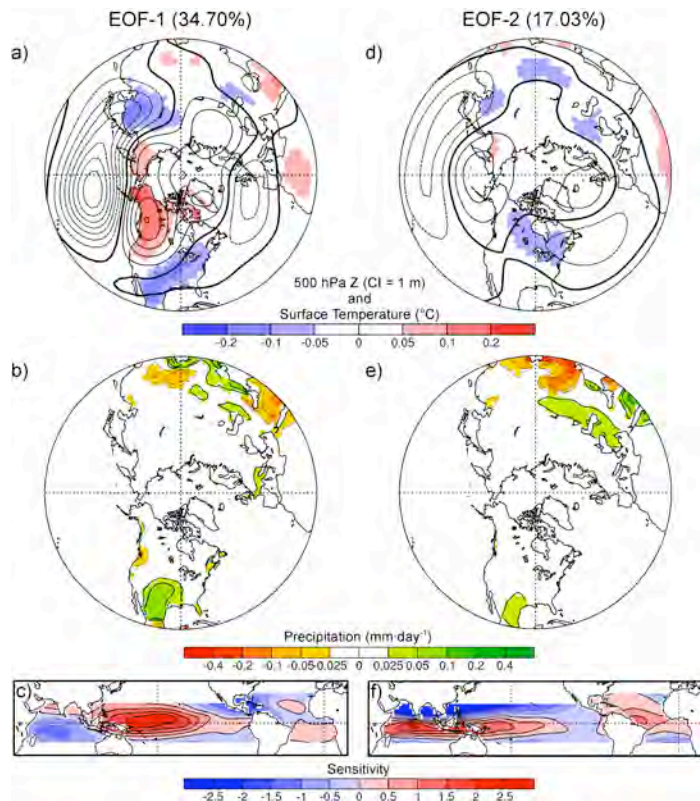 EOF-1 (34.70%)
EOF-2 (17.03%)
a)
d)
500 hPa Z (CI = 1 m)
and
Surface Temperature (°C)
-0.2 -0.1 -0.05 0 0.05 0.1 0.2
b)
e)
Precipitation (mm·day⁻¹)
-0.4 -0.2 -0.1 -0.05 -0.025 0 0.025 0.05 0.1 0.2 0.4
c)
f)
Sensitivity
-2.5 -2 -1.5 -1 -0.5 0 0.5 1 1.5 2 2.5